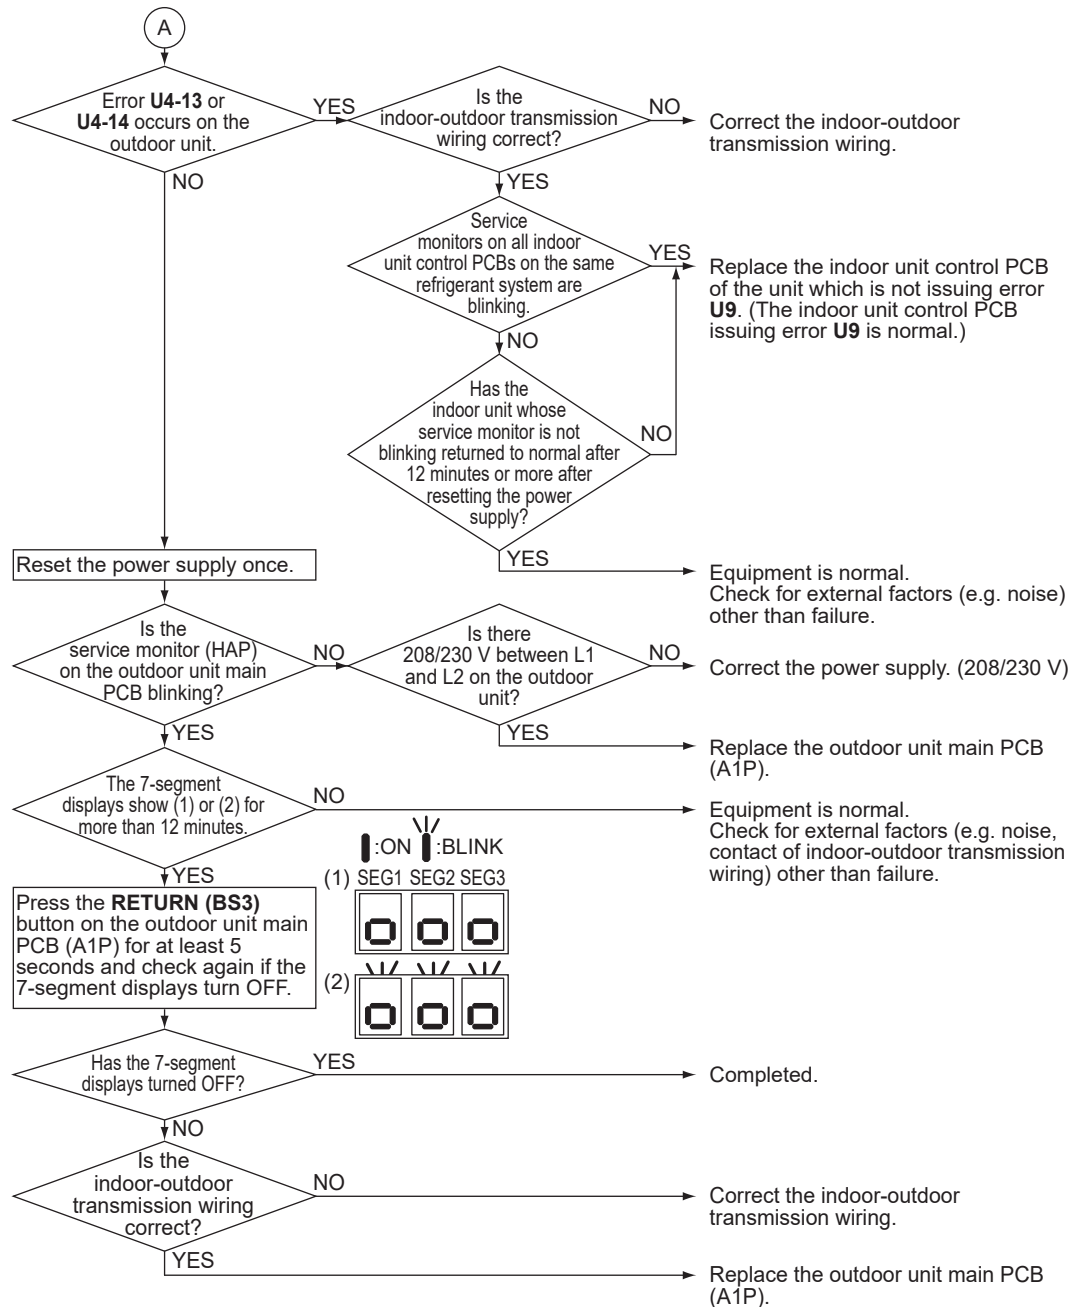 A
Error U4-13 or
U4-14 occurs on the
outdoor unit.
YES
Is the
indoor-outdoor transmission
wiring correct?
NO
Correct the indoor-outdoor
transmission wiring.
NO
YES
Service
monitors on all indoor
unit control PCBs on the same
refrigerant system are
blinking.
YES
Replace the indoor unit control PCB
of the unit which is not issuing error
U9. (The indoor unit control PCB
issuing error U9 is normal.)
NO
Has the
indoor unit whose
service monitor is not
blinking returned to normal after
12 minutes or more after
resetting the power
supply?
NO
YES
Equipment is normal.
Check for external factors (e.g. noise)
other than failure.
Reset the power supply once.
Is the
service monitor (HAP)
on the outdoor unit main
PCB blinking?
NO
Is there
208/230 V between L1
and L2 on the outdoor
unit?
NO
Correct the power supply. (208/230 V)
YES
YES
Replace the outdoor unit main PCB
(A1P).
The 7-segment
displays show (1) or (2) for
more than 12 minutes.
NO
Equipment is normal.
Check for external factors (e.g. noise,
contact of indoor-outdoor transmission
wiring) other than failure.
YES
:ON :BLINK
(1) SEG1 SEG2 SEG3
(2)
Press the RETURN (BS3)
button on the outdoor unit main
PCB (A1P) for at least 5
seconds and check again if the
7-segment displays turn OFF.
Has the 7-segment
displays turned OFF?
YES
Completed.
NO
Is the
indoor-outdoor
transmission wiring
correct?
NO
Correct the indoor-outdoor
transmission wiring.
YES
Replace the outdoor unit main PCB
(A1P).